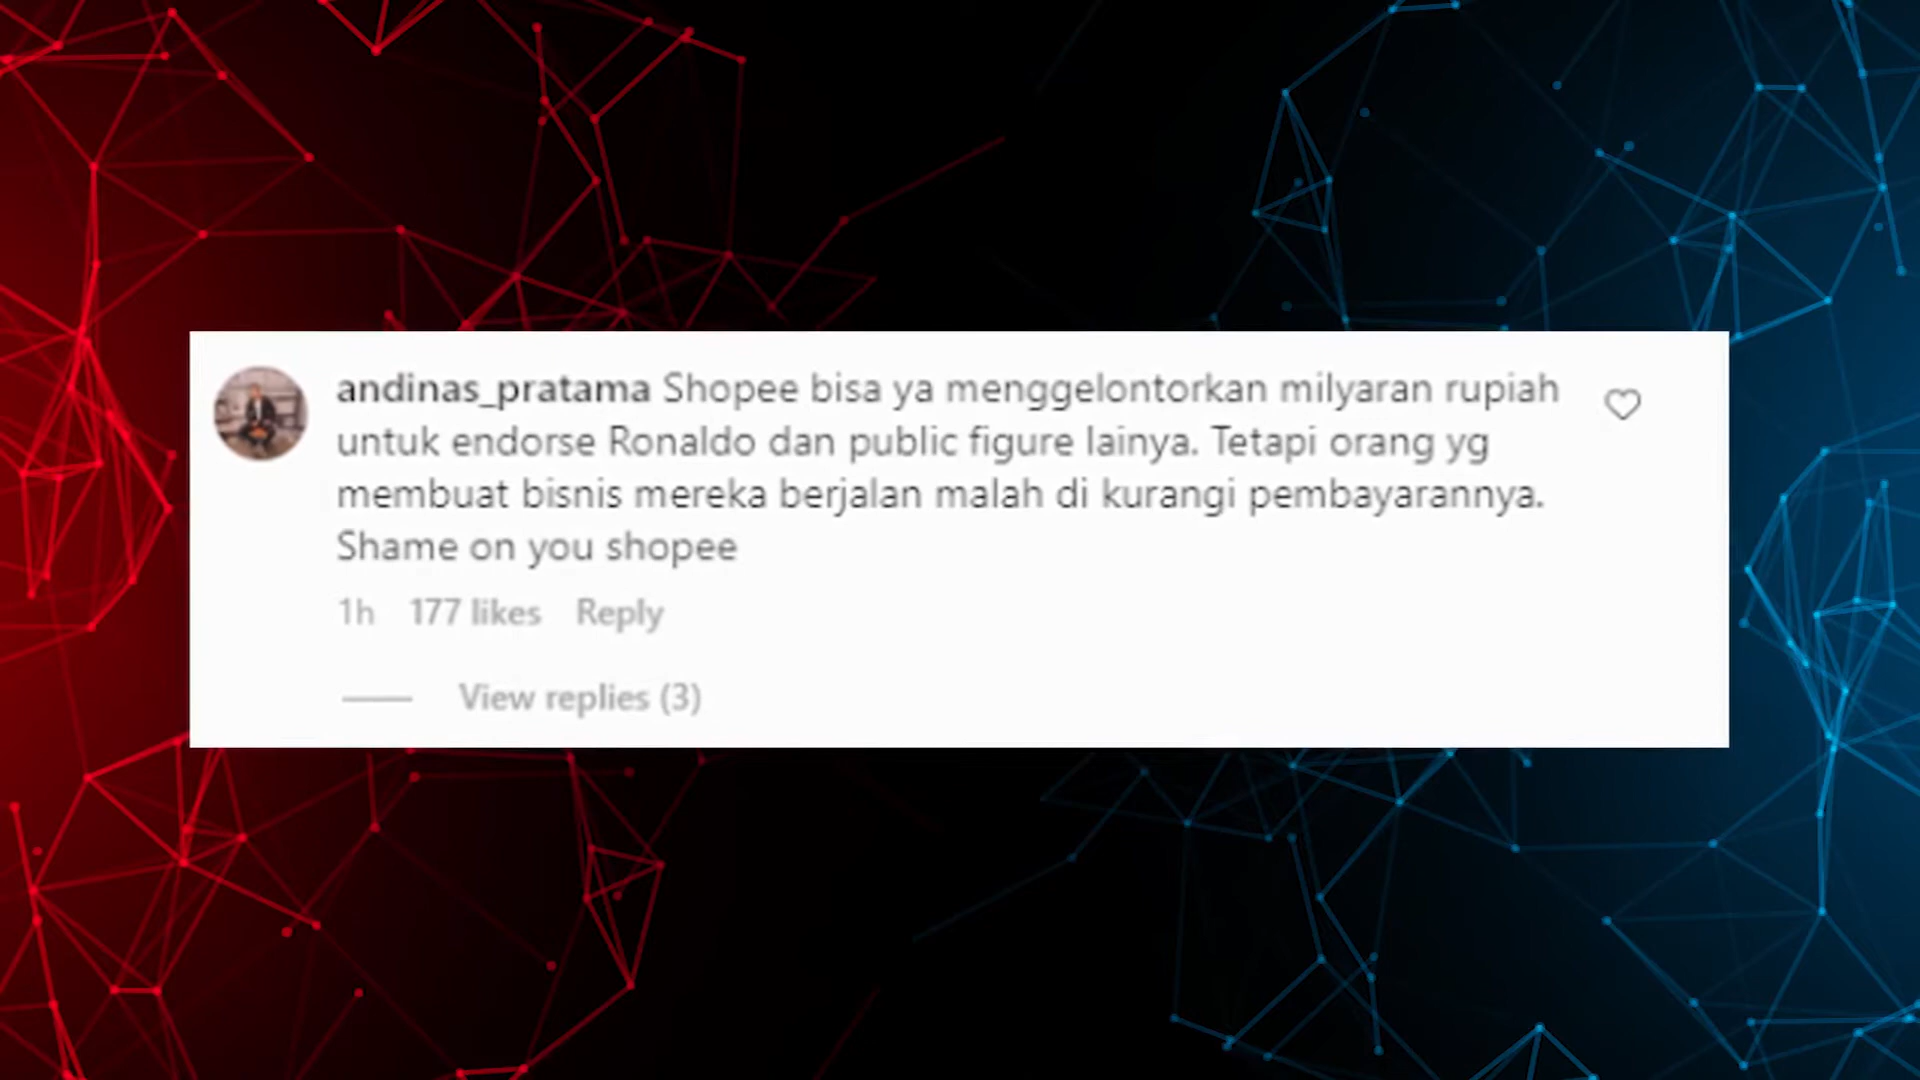 andinas_pratama Shopee bisa ya menggelontorkan milyaran rupiah
untuk endorse Ronaldo dan public figure lainya. Tetapi orang yg
membuat bisnis mereka berjalan malah di kurangi pembayarannya.
Shame on you shopee
1h 177 likes Reply
View replies (3)